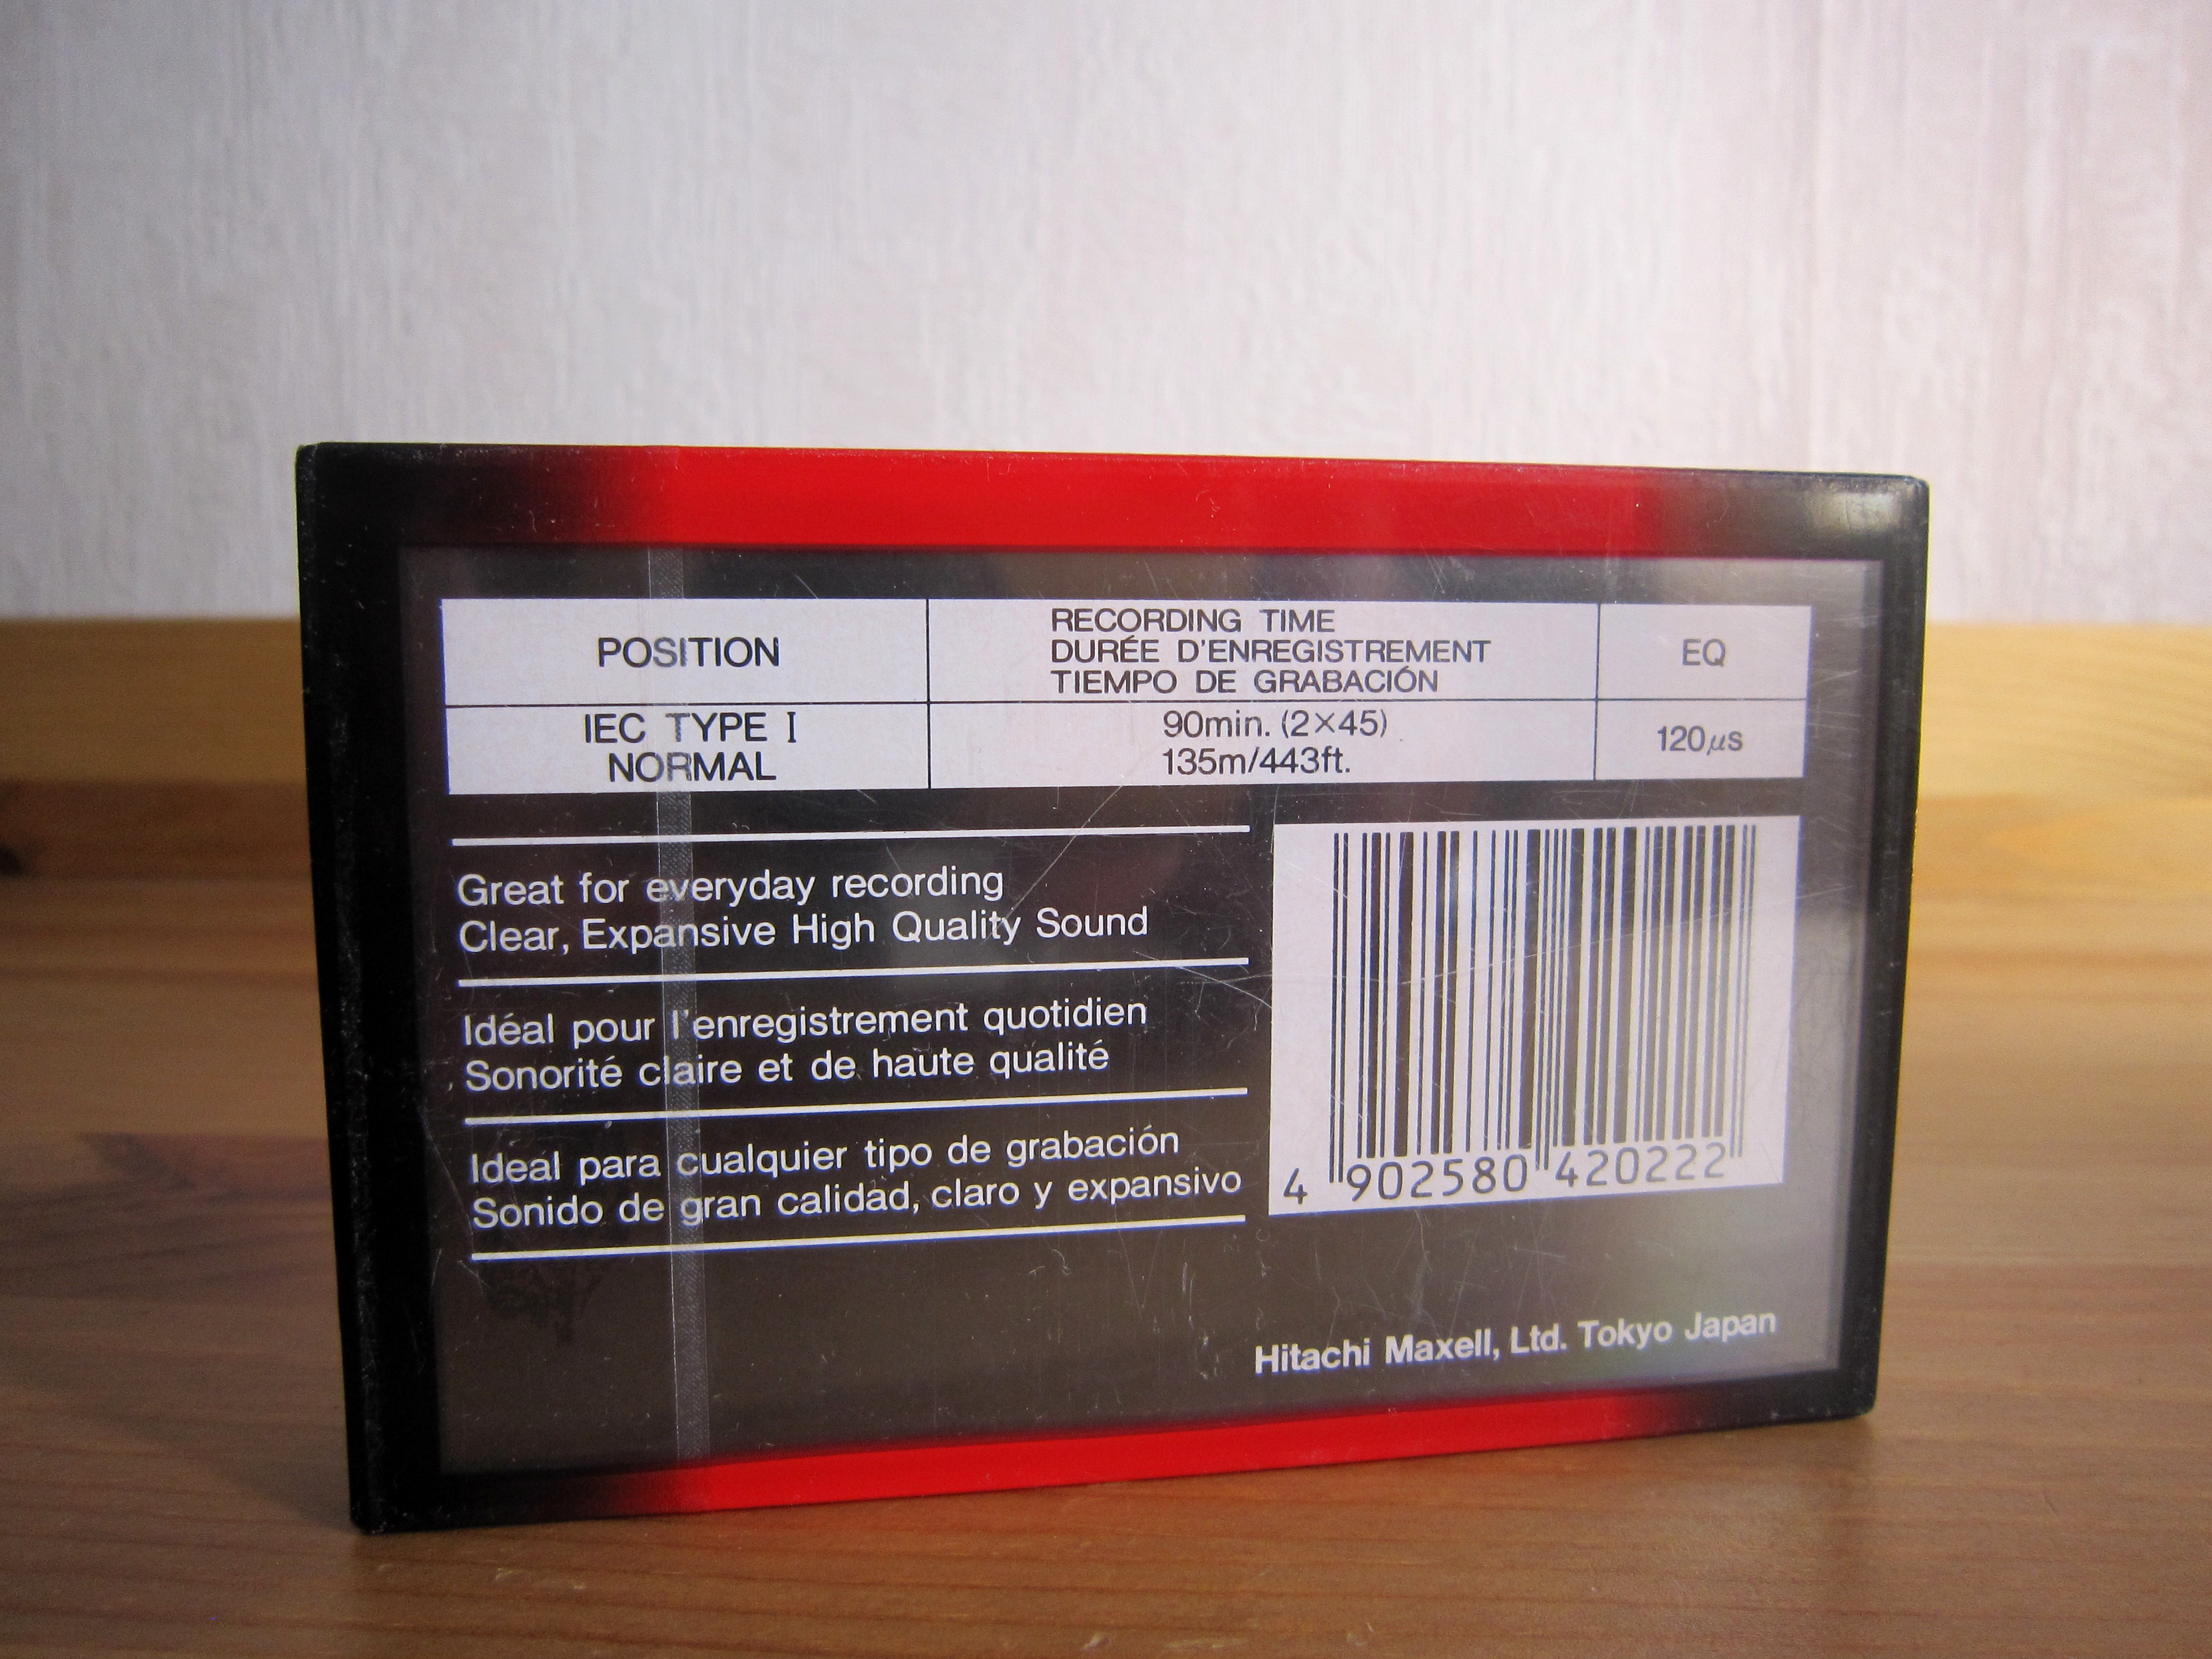 POSITION
RECORDING TIME
DURÉE D'ENREGISTREMENT
TIEMPO DE GRABACIÓN
EQ
IEC TYPE I
NORMAL
90min. (2×45)
135m/443ft.
120μs
Great for everyday recording
Clear, Expansive High Quality Sound
Idéal pour l'enregistrement quotidien
Sonorité claire et de haute qualité
Ideal para cualquier tipo de grabación
Sonido de gran calidad, claro y expansivo
4 902580 420222
Hitachi Maxell, Ltd. Tokyo Japan